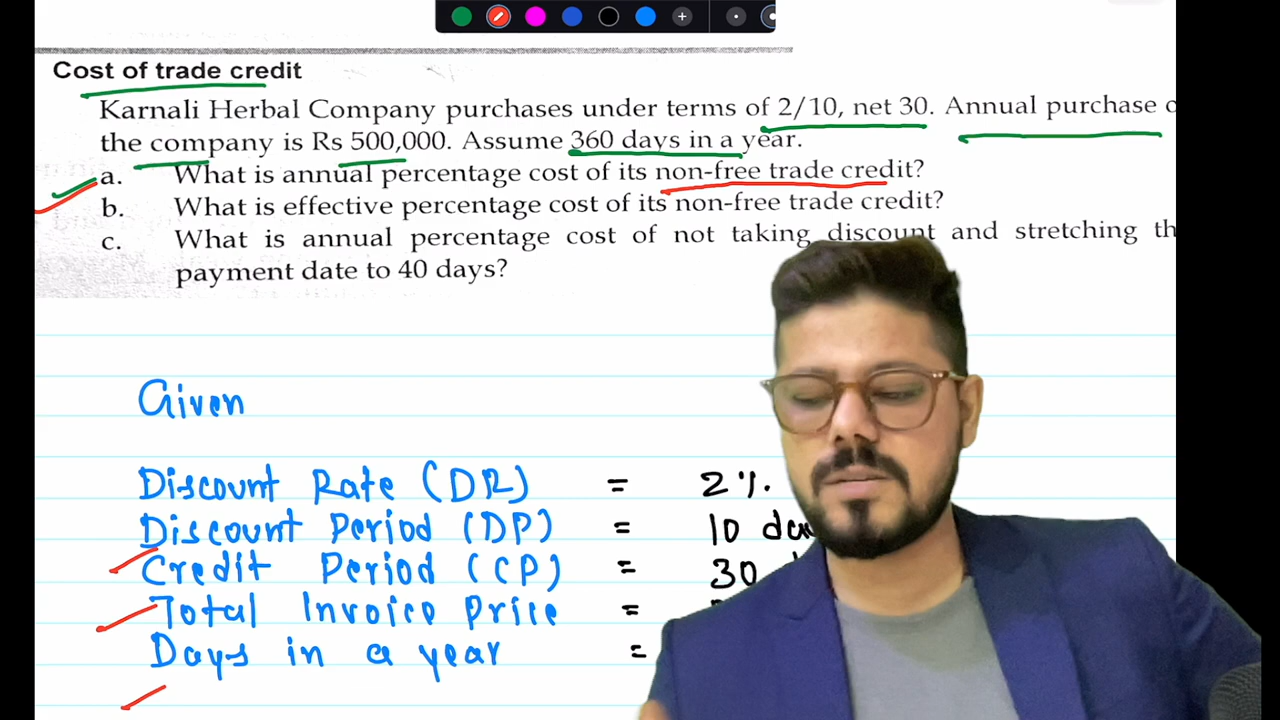 Cost of trade credit
Karnali Herbal Company purchases under terms of 2/10, net 30. Annual purchase
the company is Rs 500,000. Assume 360 days in a year.
a. What is annual percentage cost of its non-free trade credit?
b. What is effective percentage cost of its non-free trade credit?
c. What is annual percentage cost of not taking discount and stretching
payment date to 40 days?
Given
Discount Rate (DR) = 2%.
Discount Period (DP) = 10
Credit Period (CP) = 30
Total Invoice Price =
Days in a year =